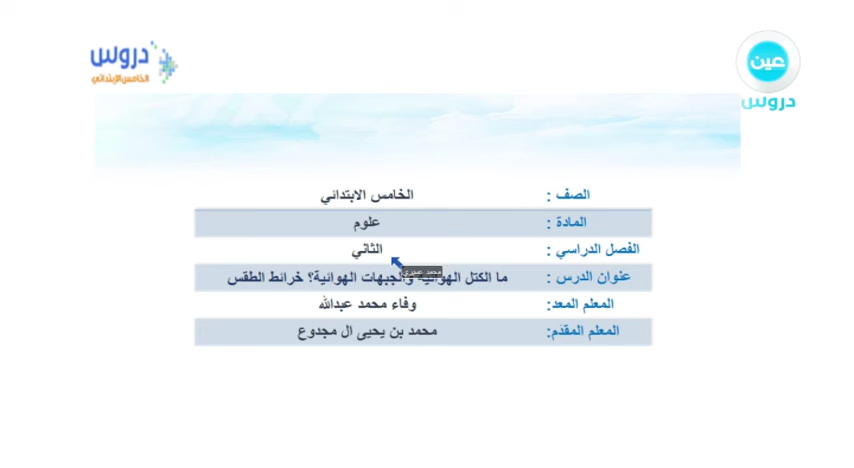 دروس
الخامس الابتدائي
عين
دروس
الصف : الخامس الابتدائي
المادة : علوم
الفصل الدراسي : الثاني
عنوان الدرس : ما الكتل الهوائية والجبهات الهوائية؟ خرائط الطقس
المعلم المعد: وفاء محمد عبدالله
المعلم المقدم: محمد بن يحيى ال مجدوع